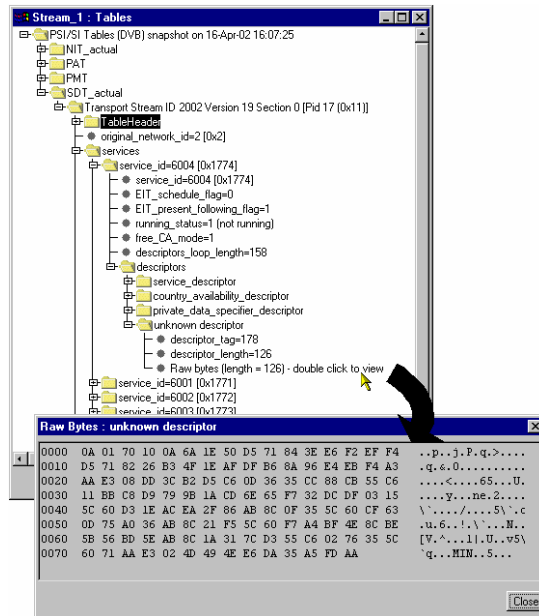 Stream_1 : Tables
PSI/SI Tables (DVB) snapshot on 16-Apr-02 16:07:25
NIT_actual
PAT
PMT
SDT_actual
Transport Stream ID 2002 Version 19 Section 0 [Pid 17 (0x11)]
TableHeader
original_network_id=2 [0x2]
services
service_id=6004 [0x1774]
service_id=6004 [0x1774]
EIT_schedule_flag=0
EIT_present_following_flag=1
running_status=1 (not running)
free_CA_mode=1
descriptors_loop_length=158
descriptors
service_descriptor
country_availability_descriptor
private_data_specifier_descriptor
unknown descriptor
descriptor_tag=178
descriptor_length=126
Raw bytes (length = 126) - double click to view
service_id=6001 [0x1771]
service_id=6002 [0x1772]
service_id=6003 [0x1773]
Raw Bytes : unknown descriptor
0000 0A 01 70 10 0A 6A 1E 50 D5 71 84 3E E6 F2 EF F4 ..p..j.P.q.>....
0010 D5 71 82 26 B3 4F 1E AF DF B6 8A 96 E4 EB F4 A3 .q.&.O..........
0020 AA E3 08 DD 3C B2 D5 C6 0D 36 35 CC 88 CB 55 C6 ....<....65...U.
0030 11 BB C8 D9 79 9B 1A CD 6E 65 F7 32 DC DF 03 15 ....y...ne.2....
0040 5C 60 D3 1E AC EA 2F 86 AB 8C 0F 35 5C 60 CF 63 \`..../....5\`.c
0050 0D 75 A0 36 AB 8C 21 F5 5C 60 F7 A4 BF 4E 8C BE .u.6..!.\`...N..
0060 5B 56 BD 5E AB 8C 1A 31 7C D3 55 C6 02 76 35 5C [V.^...1|.U..v5\
0070 60 71 AA E3 02 4D 49 4E E6 DA 35 A5 FD AA `q...MIN..5...
Close